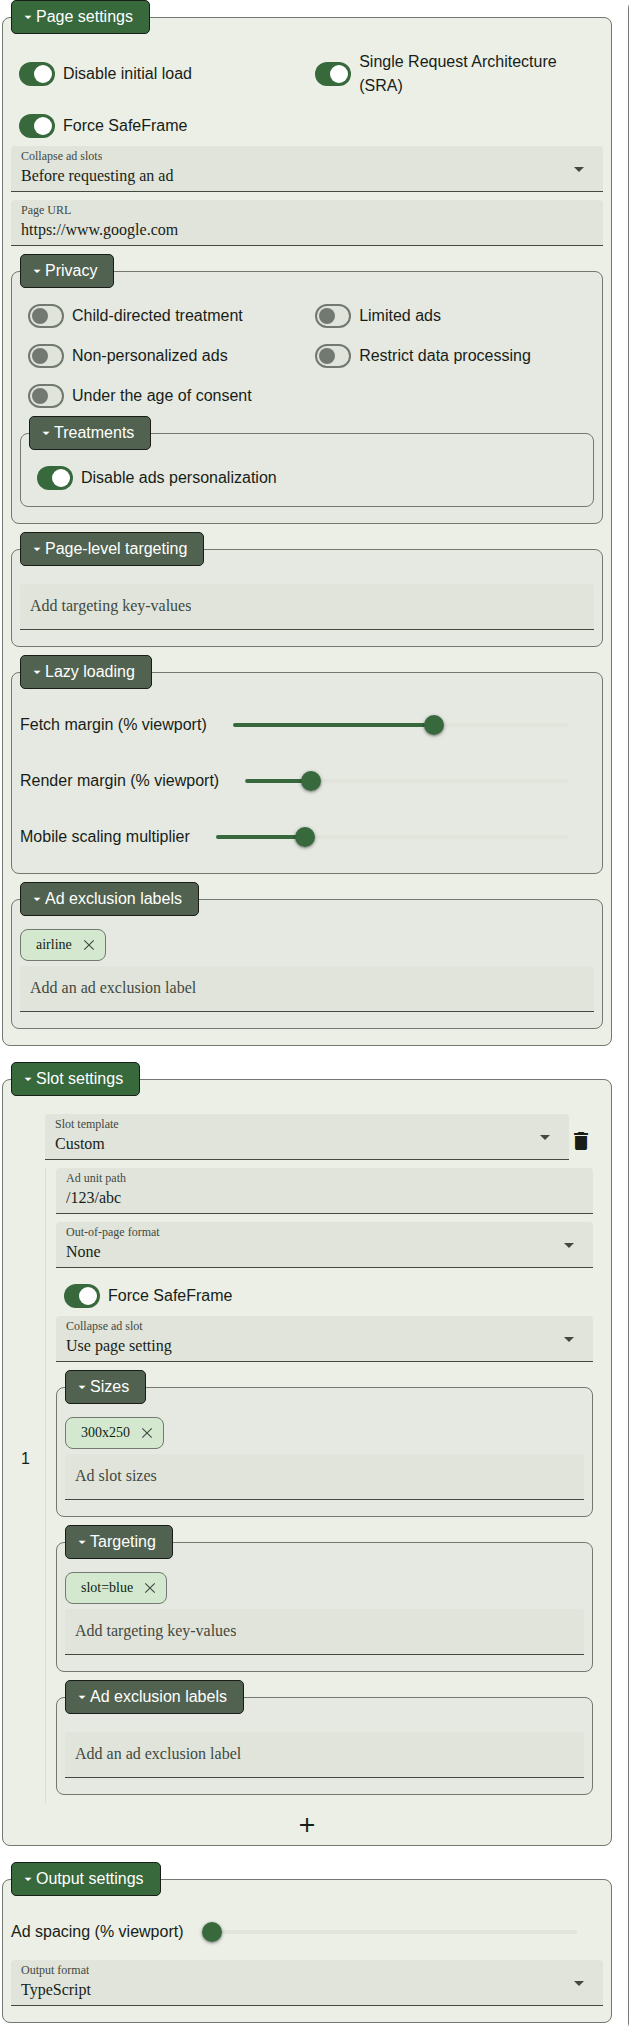 Page settings
Disable initial load
Single Request Architecture
(SRA)
Force SafeFrame
Collapse ad slots
Before requesting an ad
Page URL
https://www.google.com
Privacy
Child-directed treatment
Limited ads
Non-personalized ads
Restrict data processing
Under the age of consent
Treatments
Disable ads personalization
Page-level targeting
Add targeting key-values
Lazy loading
Fetch margin (% viewport)
Render margin (% viewport)
Mobile scaling multiplier
Ad exclusion labels
airline
Add an ad exclusion label
Slot settings
Slot template
Custom
Ad unit path
/123/abc
Out-of-page format
None
Force SafeFrame
Collapse ad slot
Use page setting
Sizes
300x250
1
Ad slot sizes
Targeting
slot=blue
Add targeting key-values
Ad exclusion labels
Add an ad exclusion label
+
Output settings
Ad spacing (% viewport)
Output format
TypeScript